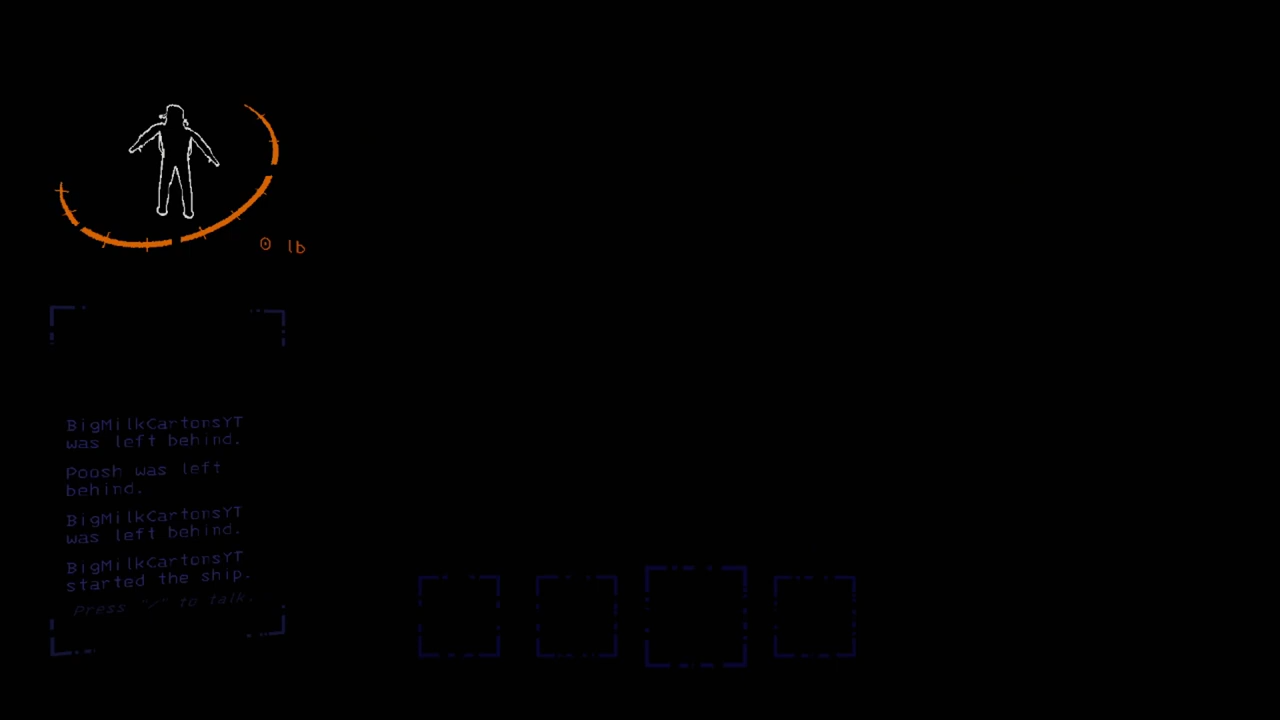 0 lb
BigMilkCartonsYT
was left behind.
Poosh was left
behind.
BigMilkCartonsYT
was left behind.
BigMilkCartonsYT
started the ship.
Press "/" to talk.